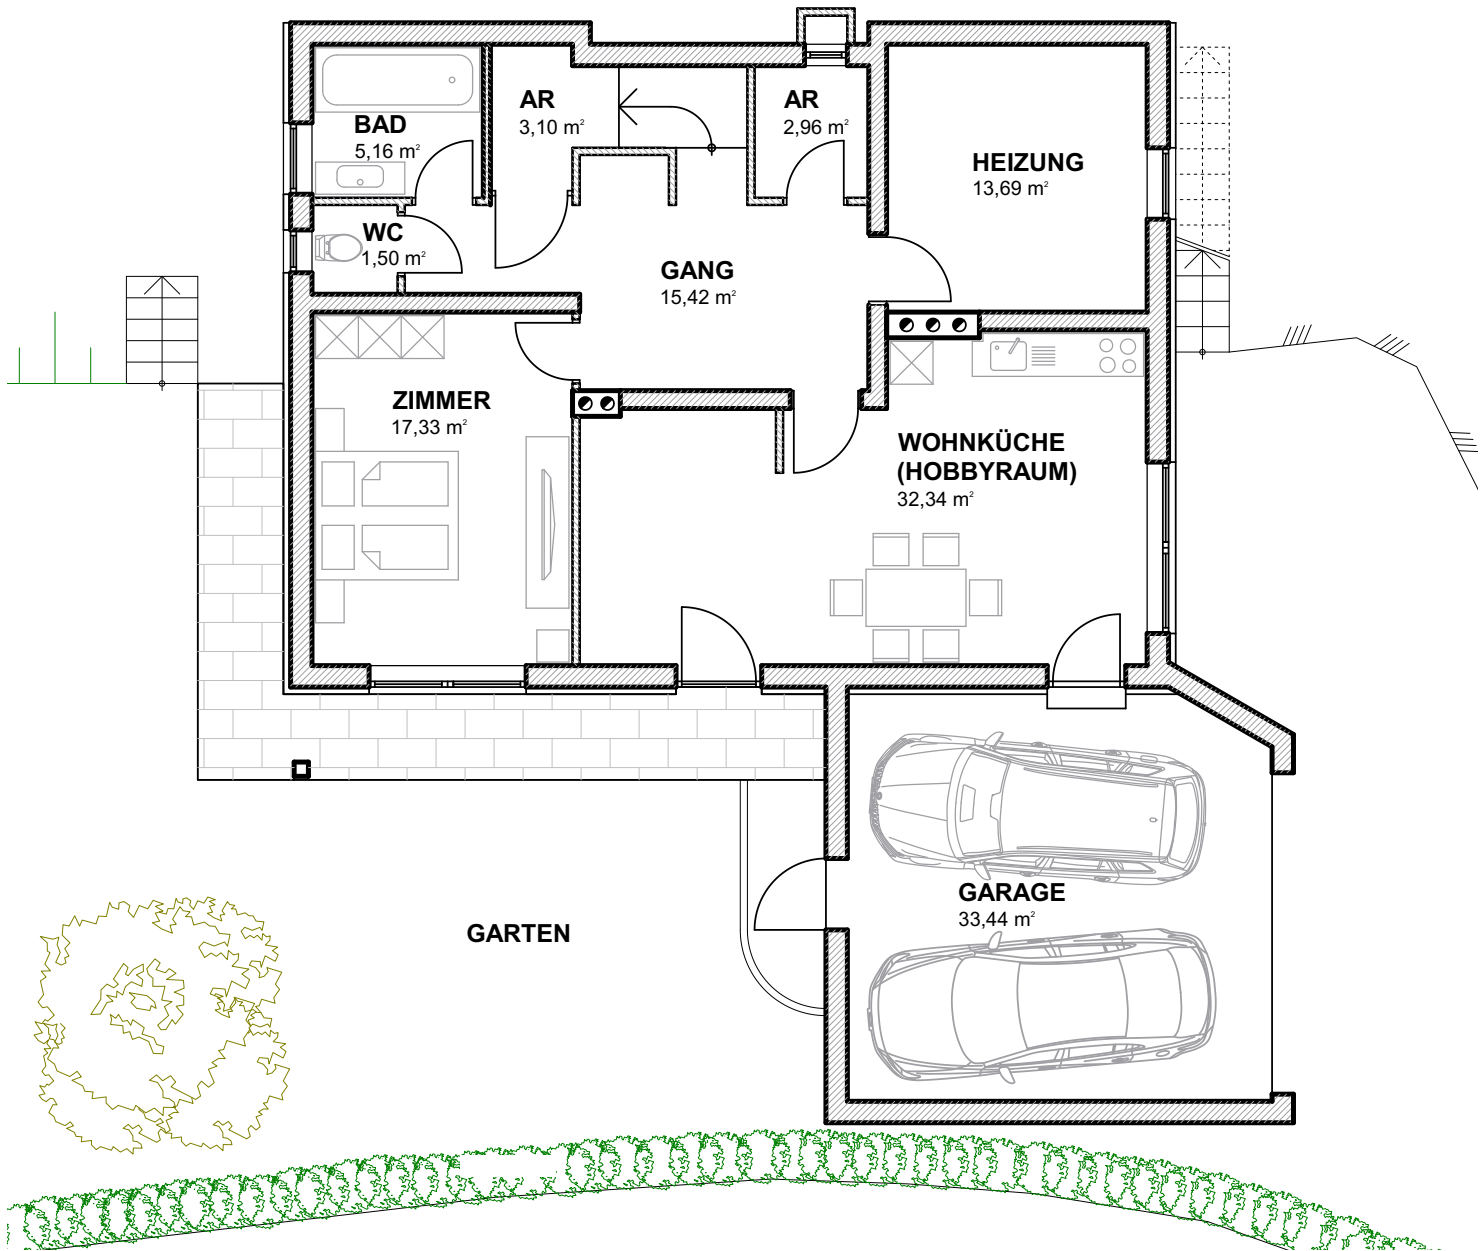 BAD
5,16 m²
AR
3,10 m²
AR
2,96 m²
HEIZUNG
13,69 m²
WC
1,50 m²
GANG
15,42 m²
ZIMMER
17,33 m²
WOHNKÜCHE
(HOBBYRAUM)
32,34 m²
GARAGE
33,44 m²
GARTEN